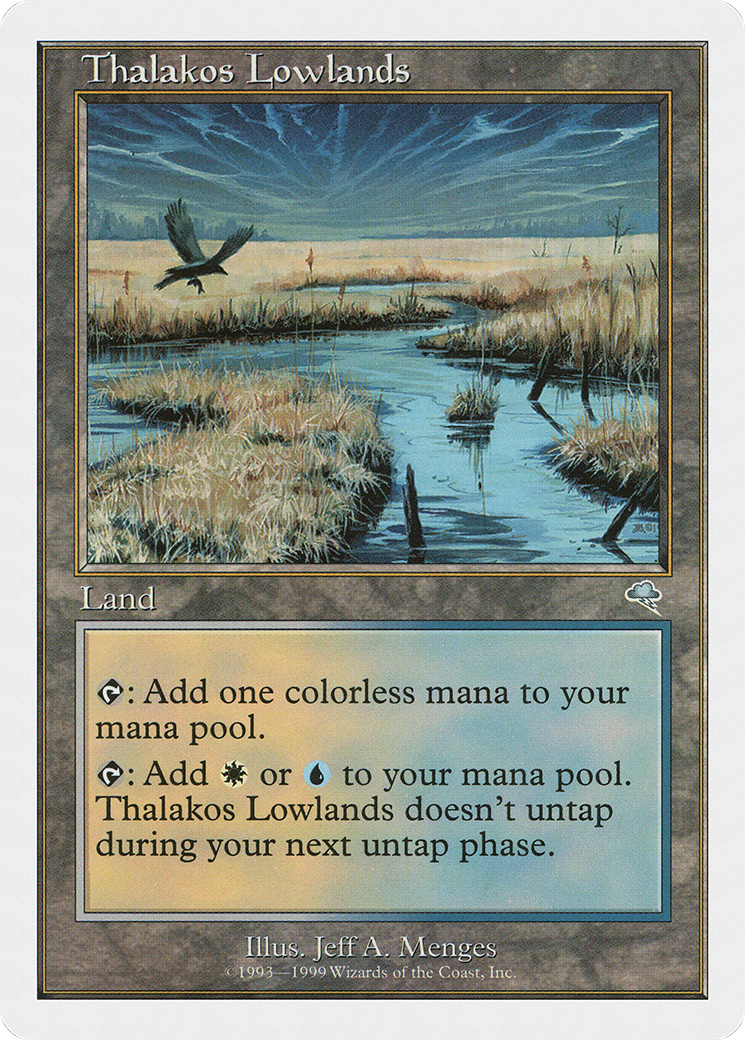 Thalakos Lowlands
Land
: Add one colorless mana to your
mana pool.
: Add or to your mana pool.
Thalakos Lowlands doesn't untap
during your next untap phase.
Illus. Jeff A. Menges
©1993—1999 Wizards of the Coast, Inc.